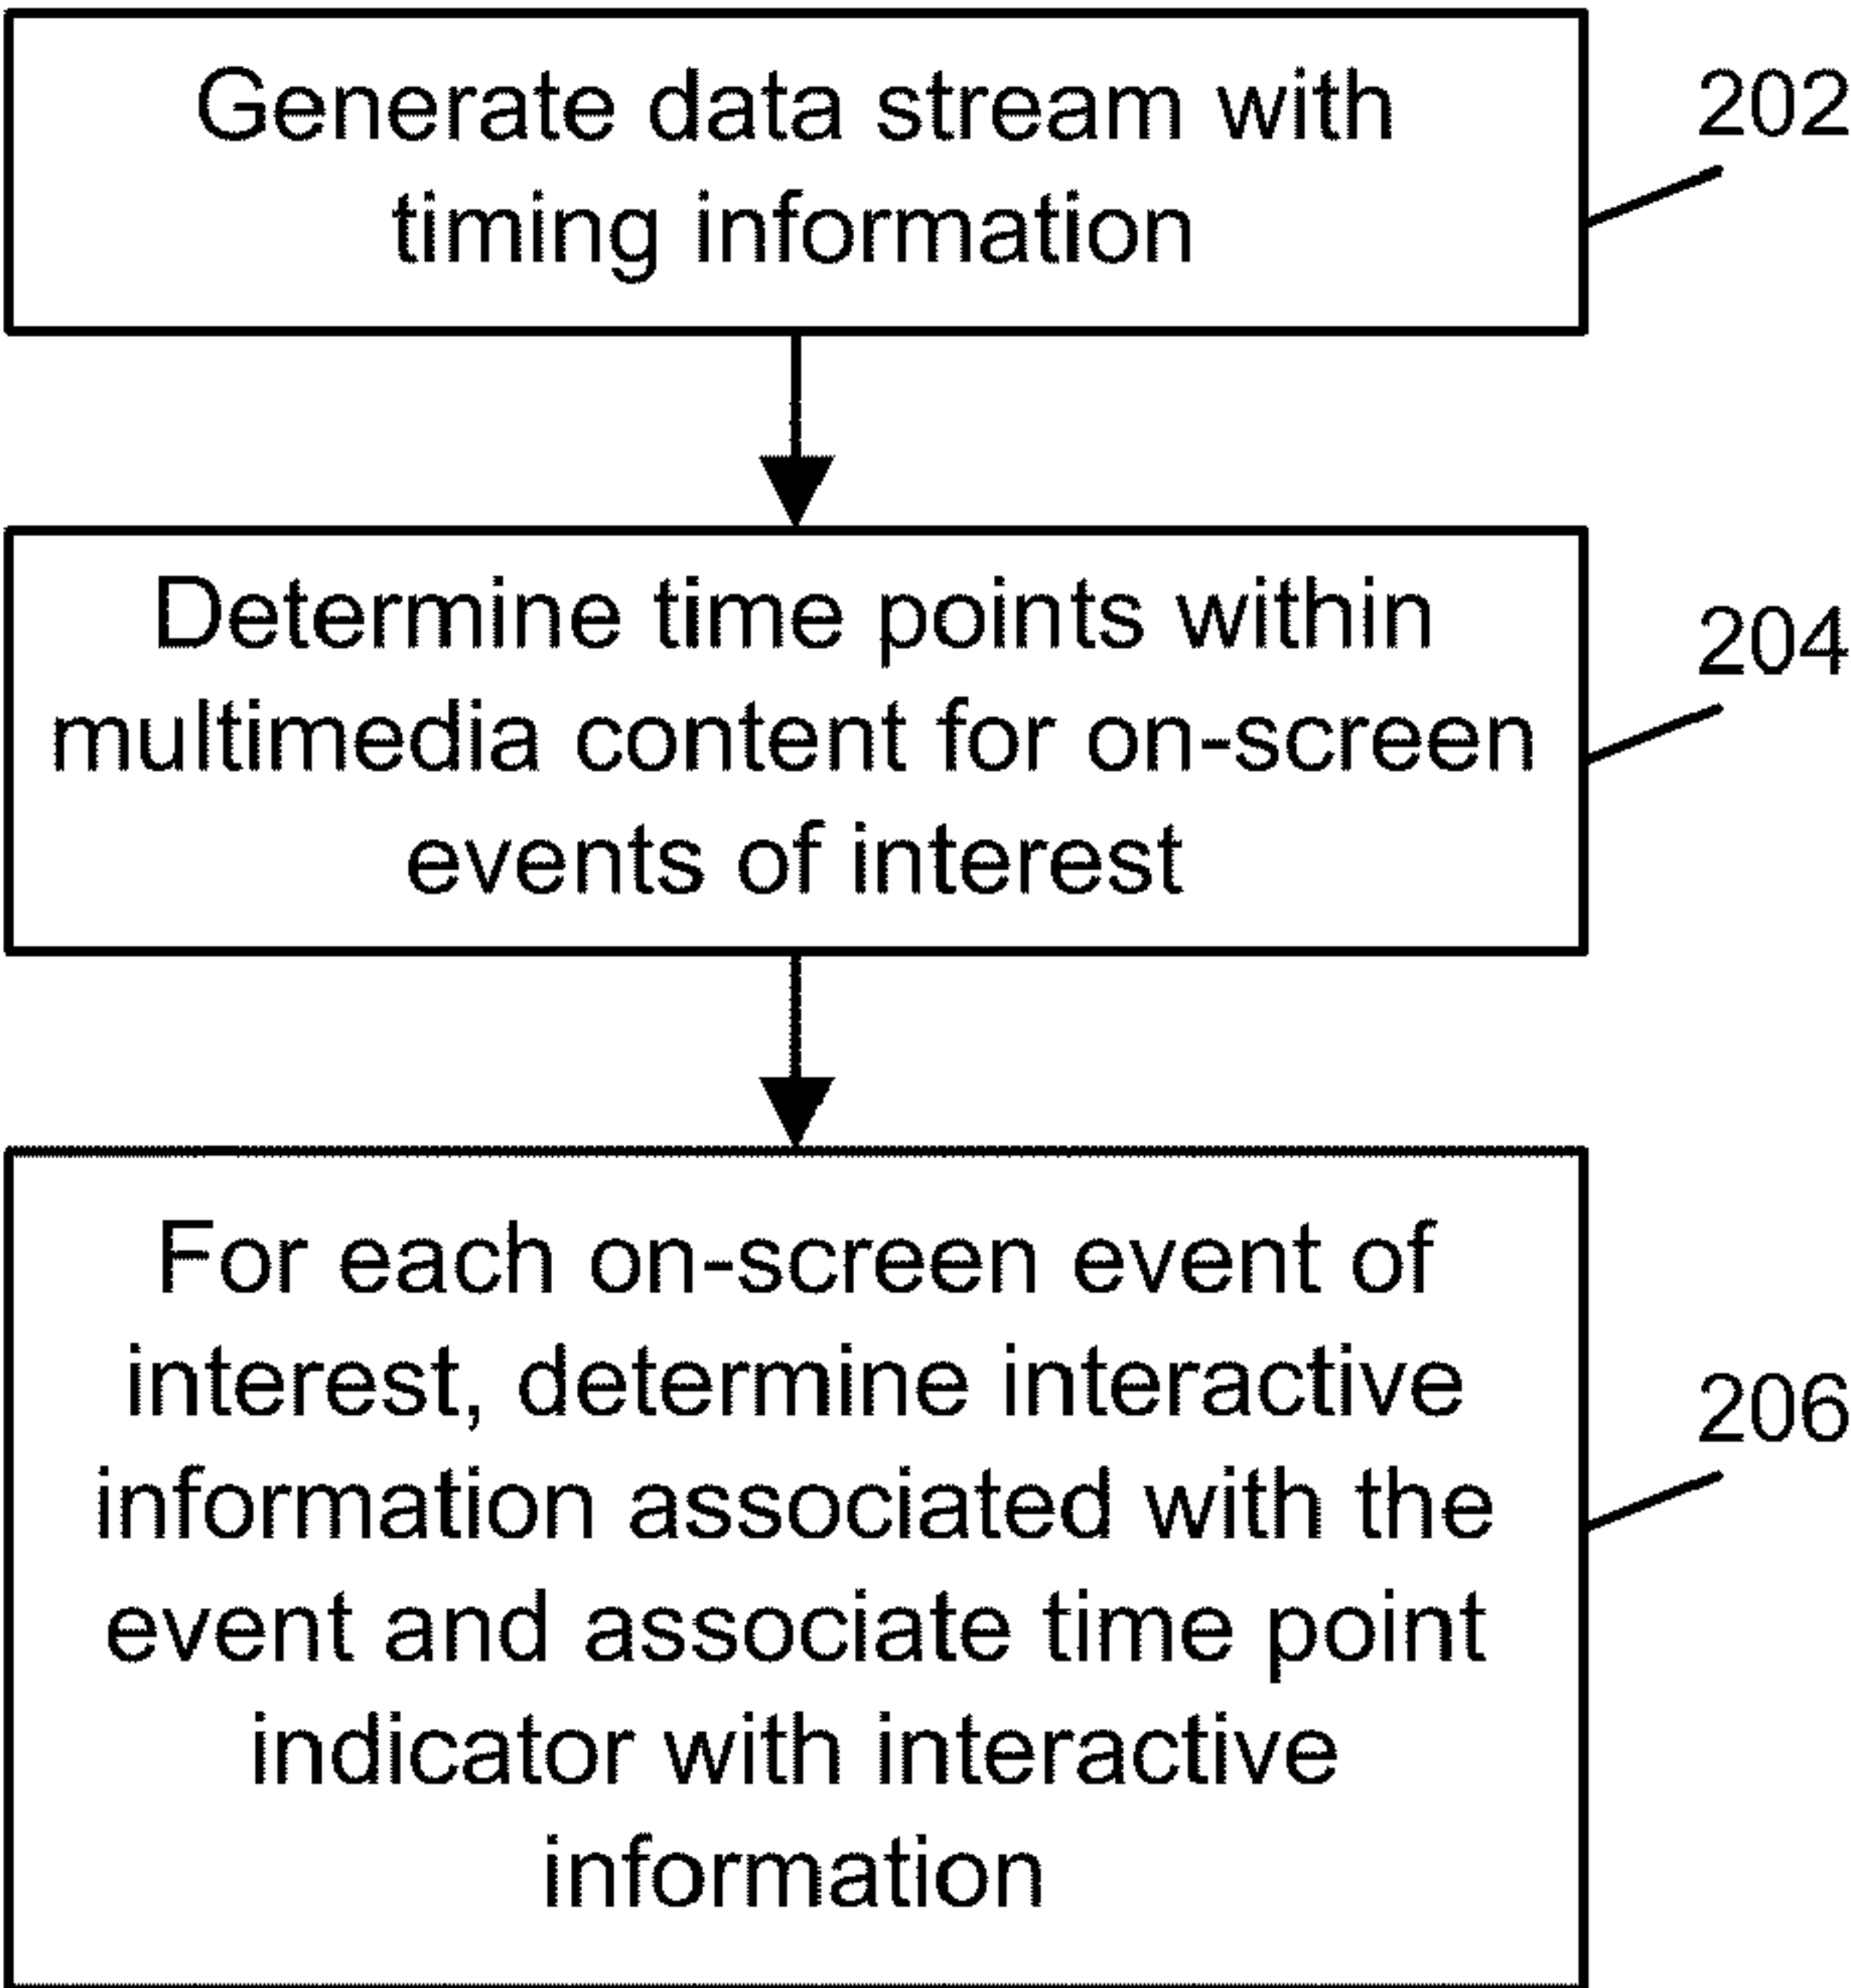 Generate data stream with
timing information
202
Determine time points within
multimedia content for on-screen
events of interest
204
For each on-screen event of
interest, determine interactive
information associated with the
event and associate time point
indicator with interactive
information
206